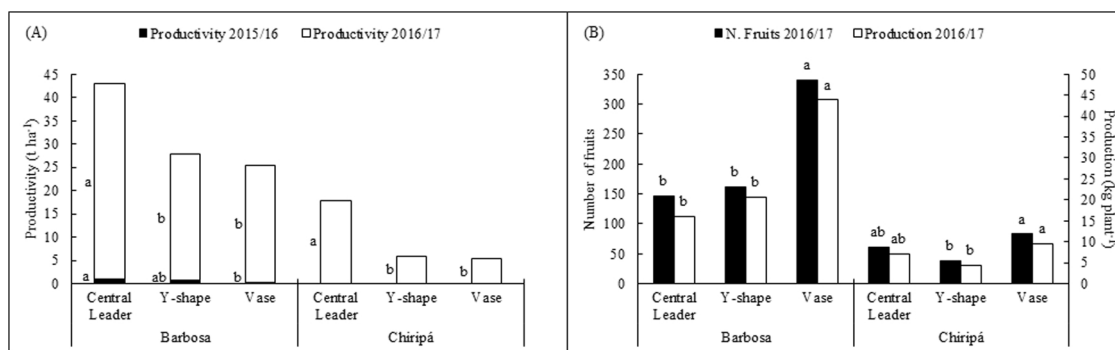 (A)
Productivity 2015/16 Productivity 2016/17
Productivity (t ha⁻¹)
45
40
35
30
25
20
15
10
5
0
a
a
b
ab
b
b
a
b
b
Central Leader
Y-shape
Vase
Central Leader
Y-shape
Vase
Barbosa
Chiripá
(B)
N. Fruits 2016/17 Production 2016/17
Number of fruits
350
300
250
200
150
100
50
0
b
b
b
b
a
a
ab
ab
b
b
a
a
50
45
40
35
30
25
20
15
10
5
0
Production (kg plant⁻¹)
Central Leader
Y-shape
Vase
Central Leader
Y-shape
Vase
Barbosa
Chiripá